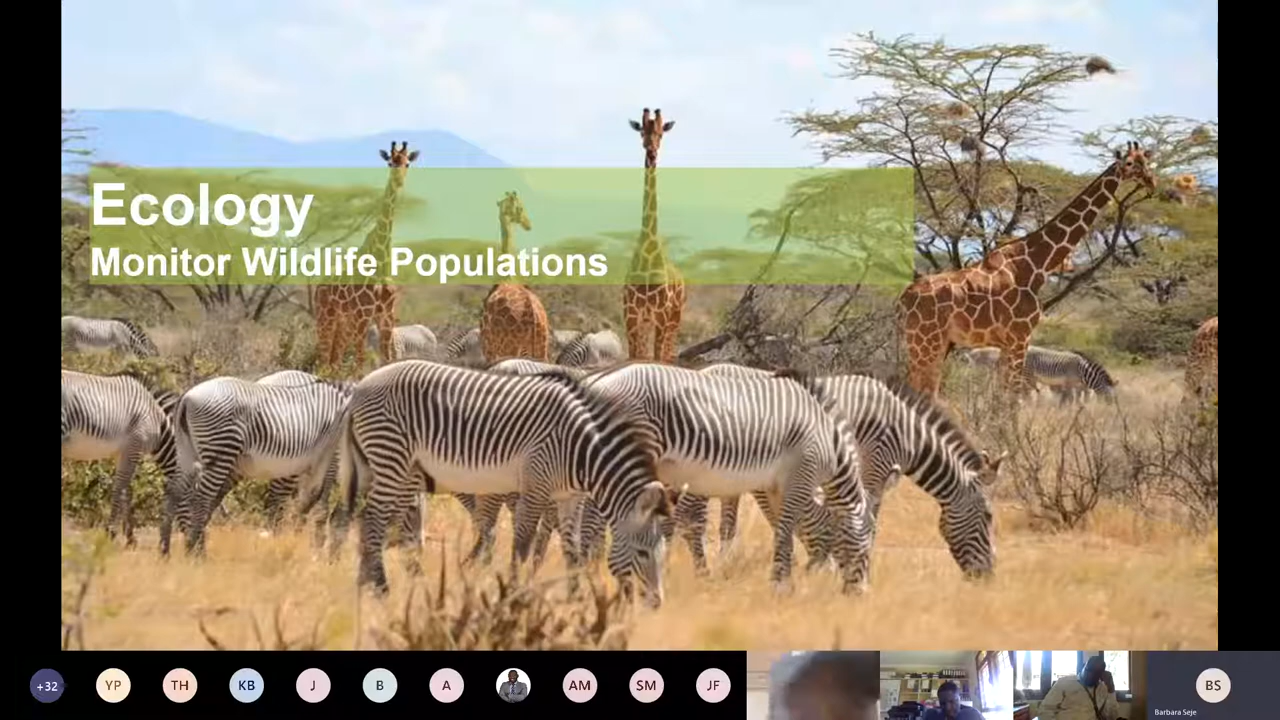 Ecology
Monitor Wildlife Populations
+32
YP
TH
KB
J
B
A
AM
SM
JF
BS
Barbara Seje